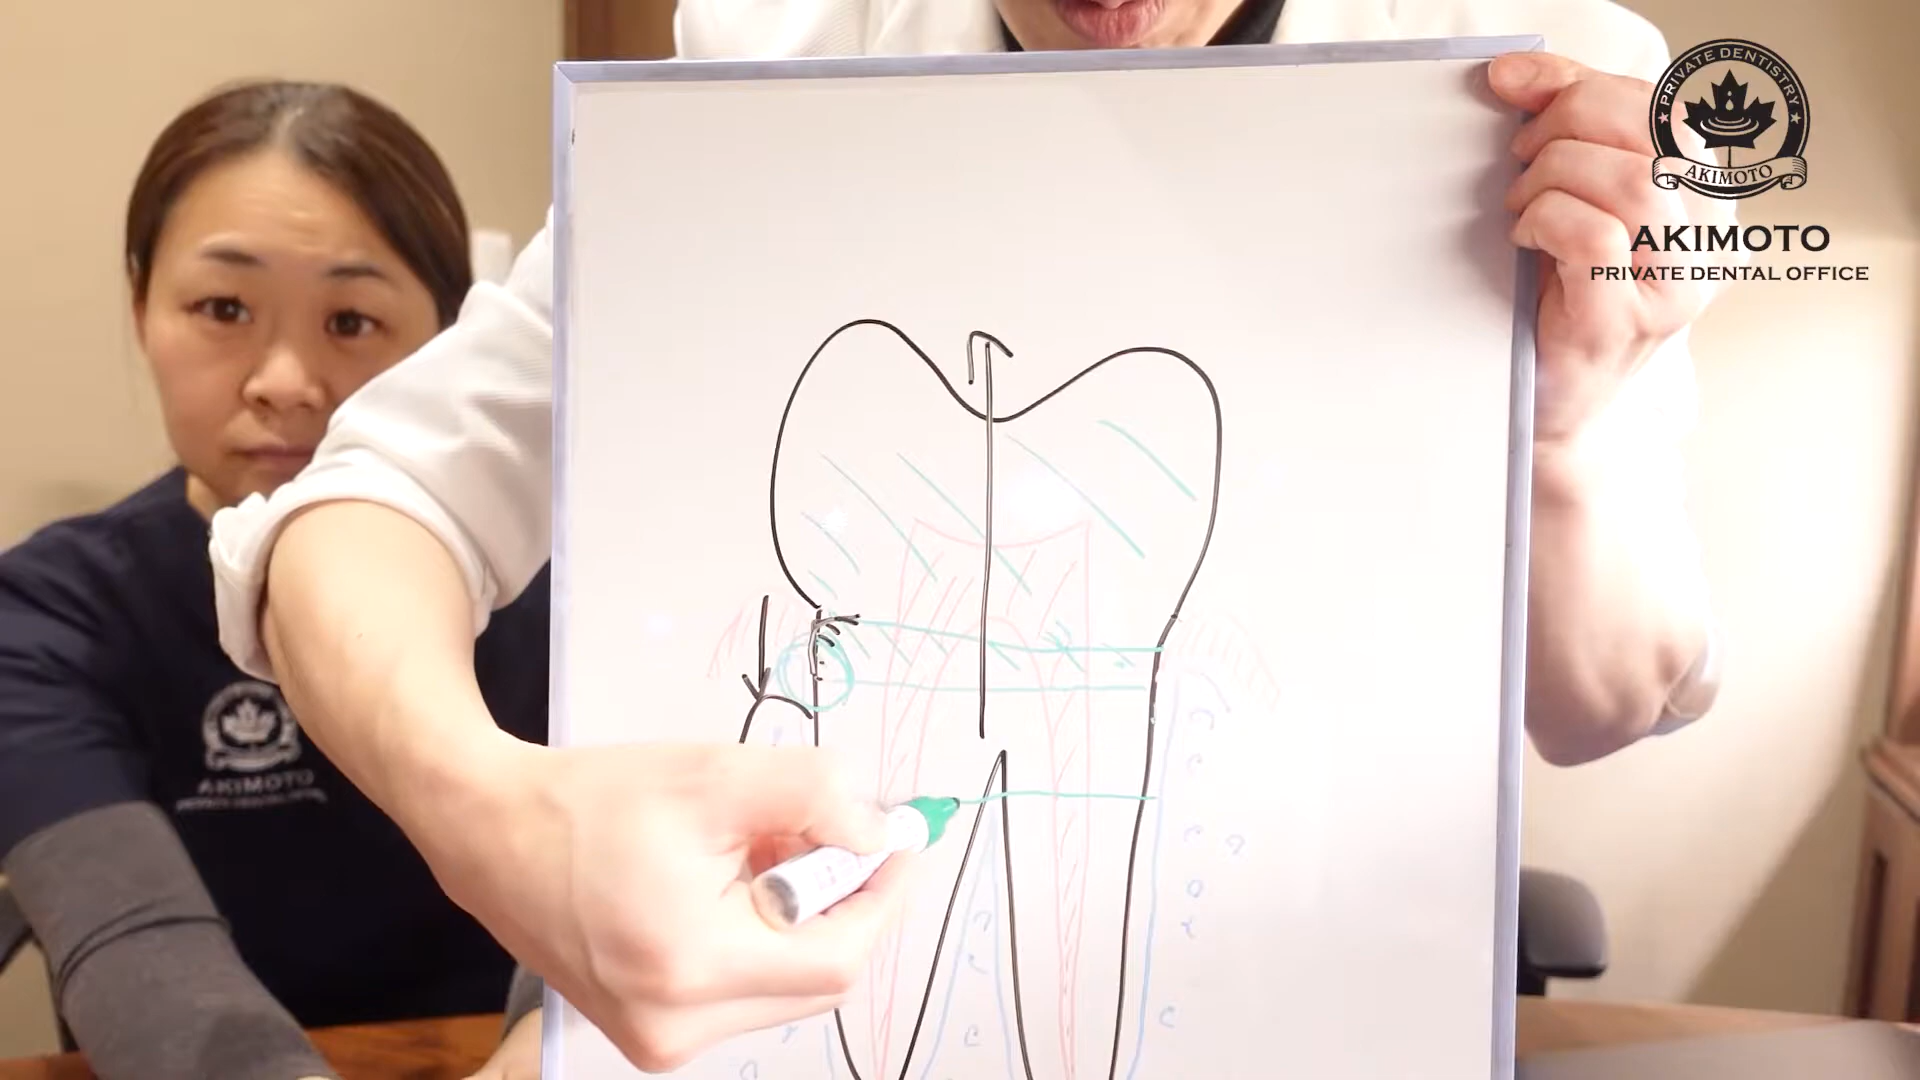 PRIVATE DENTISTRY
AKIMOTO
AKIMOTO
PRIVATE DENTAL OFFICE
AKIMOTO